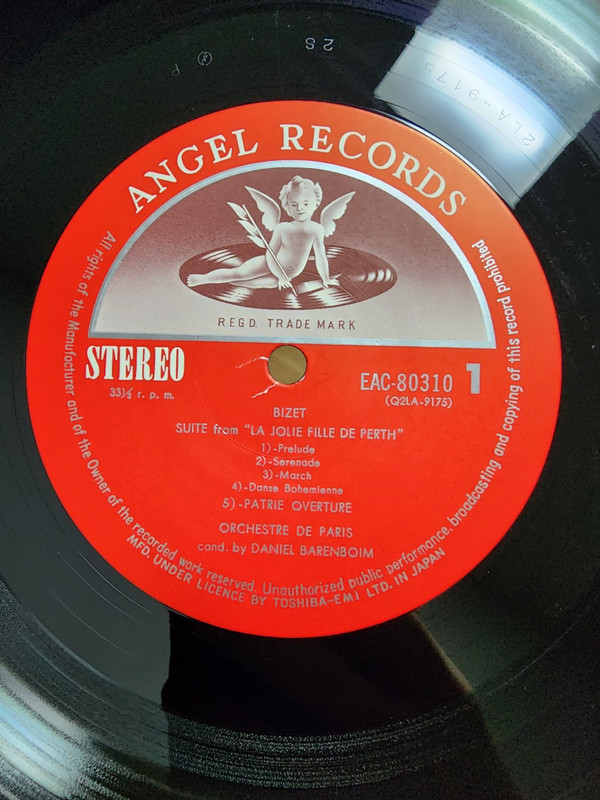 2S
P
2LA-9175
ANGEL RECORDS
REGD. TRADE MARK
STEREO
33⅓ r. p. m.
EAC-80310 1
(Q2LA-9175)
BIZET
SUITE from "LA JOLIE FILLE DE PERTH"
1)-Prelude
2)-Serenade
3)-March
4)-Danse Bohemienne
5)-PATRIE OVERTURE
ORCHESTRE DE PARIS
cond. by DANIEL BARENBOIM
All rights of the Manufacturer and of the Owner of the recorded work reserved. Unauthorized public performance, broadcasting and copying of this record prohibited
MFD. UNDER LICENCE BY TOSHIBA-EMI LTD. IN JAPAN